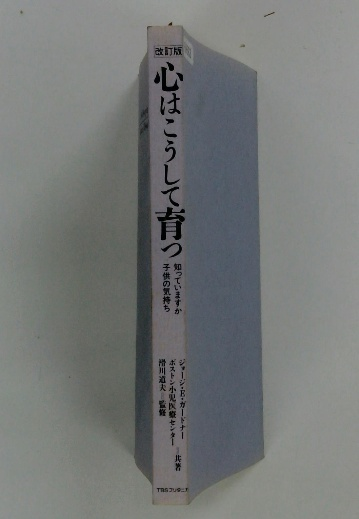 改訂版
心はこうして育つ
知っていますか
子供の気持ち
ジョージ・E・ガードナー
ボストン小児医療センター
共著
滑川道夫=監修